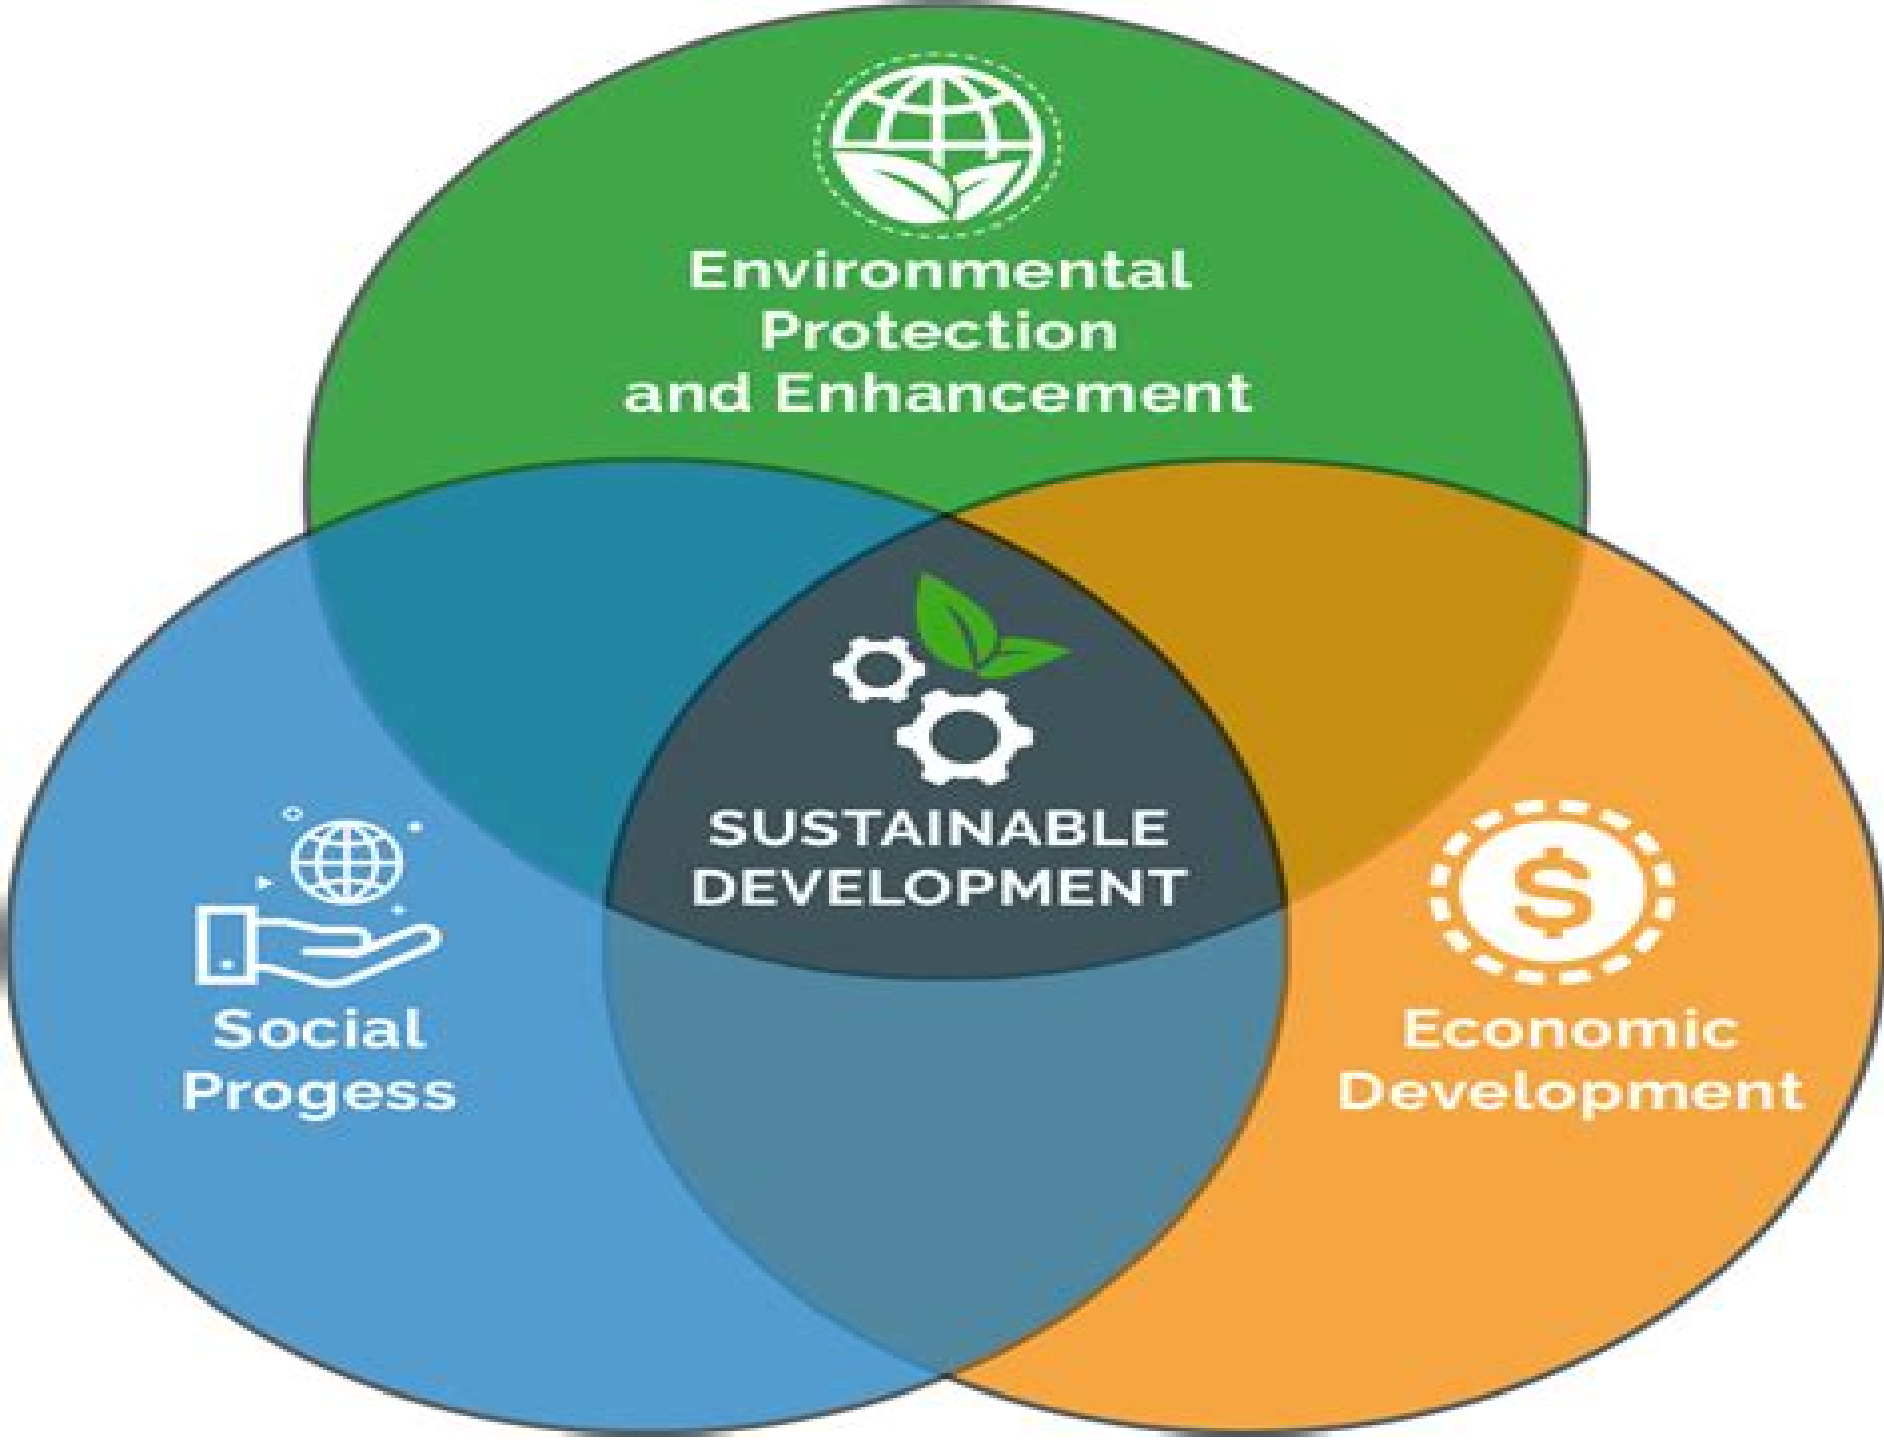 Environmental
Protection
and Enhancement
SUSTAINABLE
DEVELOPMENT
Social
Progess
$
Economic
Development